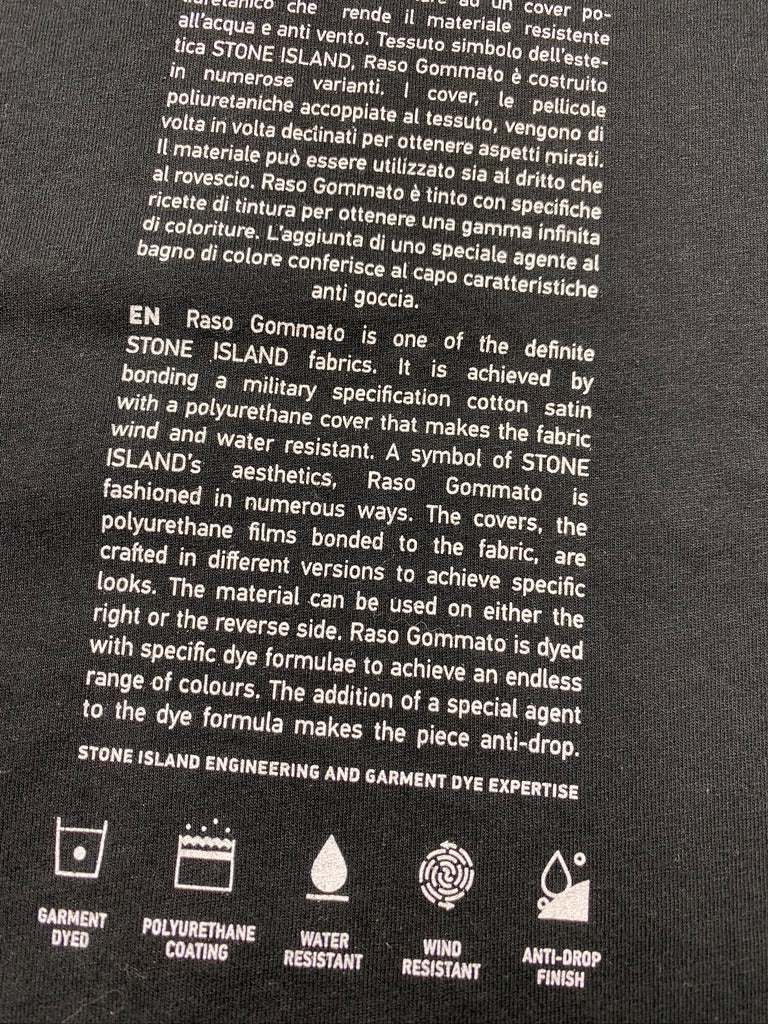 un cover po-
che rende il materiale resistente
all'acqua e anti vento. Tessuto simbolo dell'este-
tica STONE ISLAND, Raso Gommato è costruito
in numerose varianti. I cover, le pellicole
poliuretaniche accoppiate al tessuto, vengono di
volta in volta declinati per ottenere aspetti mirati.
Il materiale può essere utilizzato sia al dritto che
al rovescio. Raso Gommato è tinto con specifiche
ricette di tintura per ottenere una gamma infinita
di coloriture. L'aggiunta di uno speciale agente al
bagno di colore conferisce al capo caratteristiche
anti goccia.
EN Raso Gommato is one of the definite
STONE ISLAND fabrics. It is achieved by
bonding a military specification cotton satin
with a polyurethane cover that makes the fabric
wind and water resistant. A symbol of STONE
ISLAND's aesthetics, Raso Gommato is
fashioned in numerous ways. The covers, the
polyurethane films bonded to the fabric, are
crafted in different versions to achieve specific
looks. The material can be used on either the
right or the reverse side. Raso Gommato is dyed
with specific dye formulae to achieve an endless
range of colours. The addition of a special agent
to the dye formula makes the piece anti-drop.
STONE ISLAND ENGINEERING AND GARMENT DYE EXPERTISE
GARMENT
DYED
POLYURETHANE
COATING
WATER
RESISTANT
WIND
RESISTANT
ANTI-DROP
FINISH